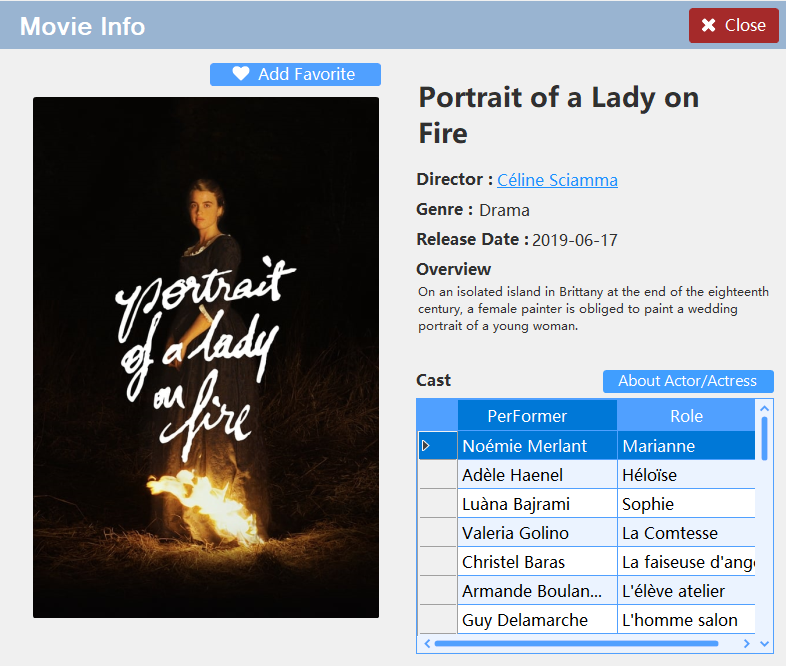 Movie Info
Close
Add Favorite
portrait
of a lady
on
fire
Portrait of a Lady on
Fire
Director : Céline Sciamma
Genre : Drama
Release Date : 2019-06-17
Overview
On an isolated island in Brittany at the end of the eighteenth
century, a female painter is obliged to paint a wedding
portrait of a young woman.
Cast
About Actor/Actress
PerFormer Role
Noémie Merlant Marianne
Adèle Haenel Héloïse
Luàna Bajrami Sophie
Valeria Golino La Comtesse
Christel Baras La faiseuse d'ang
Armande Boulan... L'élève atelier
Guy Delamarche L'homme salon